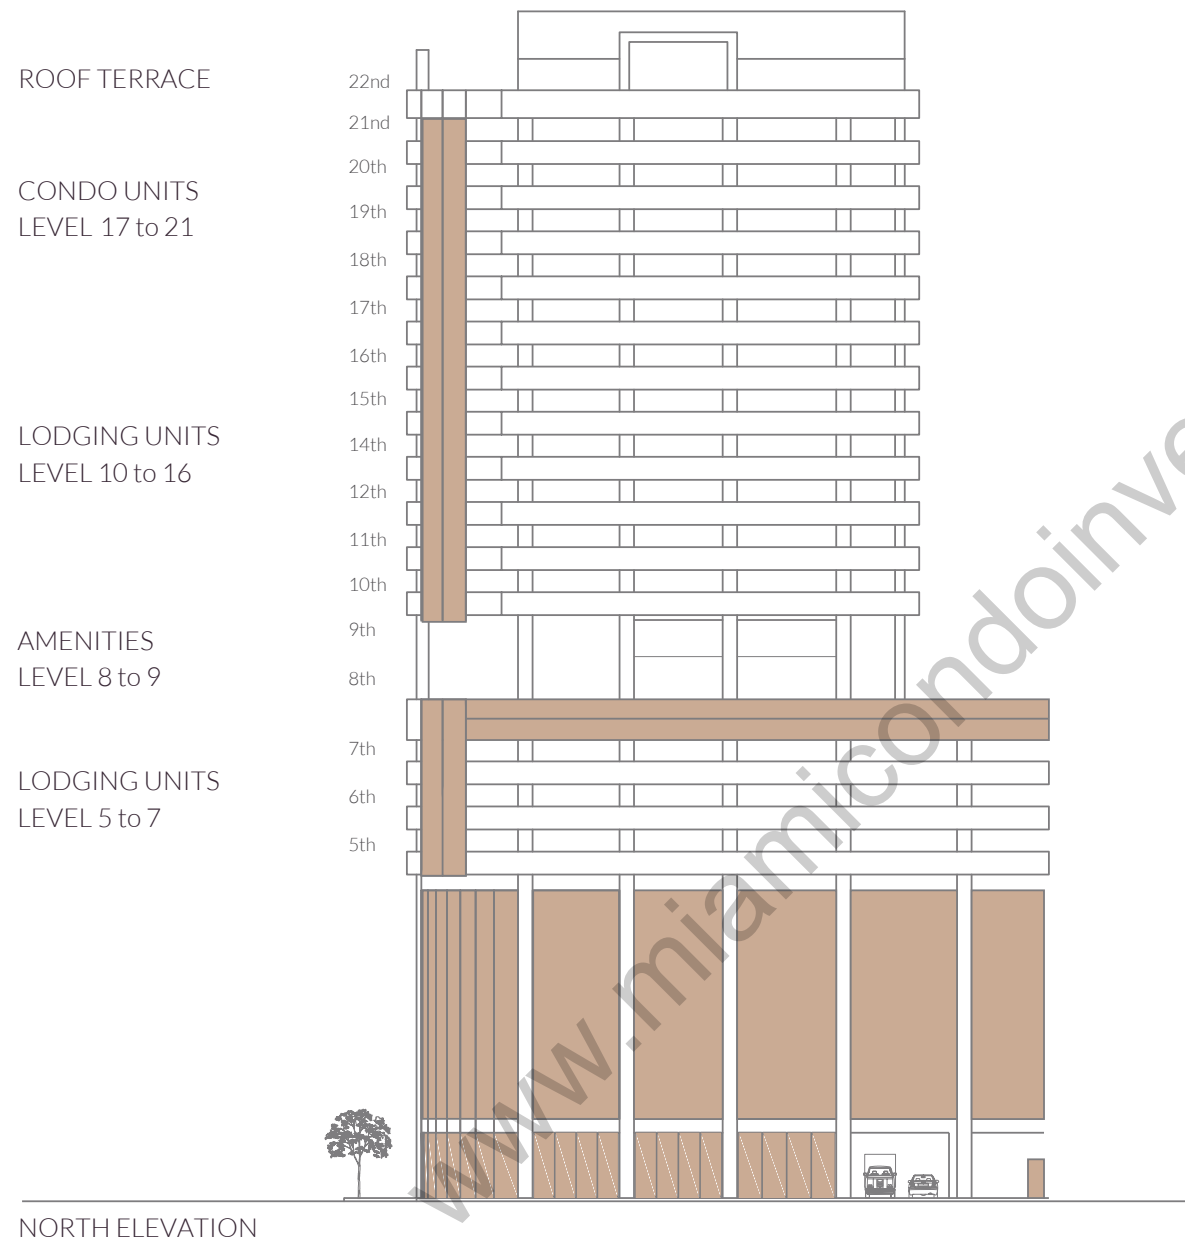 ROOF TERRACE
22nd
21nd
20th
CONDO UNITS
LEVEL 17 to 21
19th
18th
17th
16th
15th
LODGING UNITS
LEVEL 10 to 16
14th
12th
11th
10th
9th
AMENITIES
LEVEL 8 to 9
8th
7th
LODGING UNITS
LEVEL 5 to 7
6th
5th
www.miamicondoinve
NORTH ELEVATION